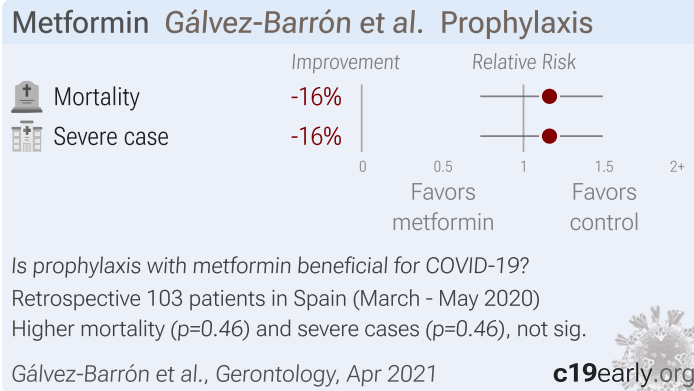 Metformin Gálvez-Barrón et al. Prophylaxis
Improvement Relative Risk
Mortality -16%
Severe case -16%
0 0.5 1 1.5 2+
Favors metformin Favors control
Is prophylaxis with metformin beneficial for COVID-19?
Retrospective 103 patients in Spain (March - May 2020)
Higher mortality (p=0.46) and severe cases (p=0.46), not sig.
Gálvez-Barrón et al., Gerontology, Apr 2021 c19early.org